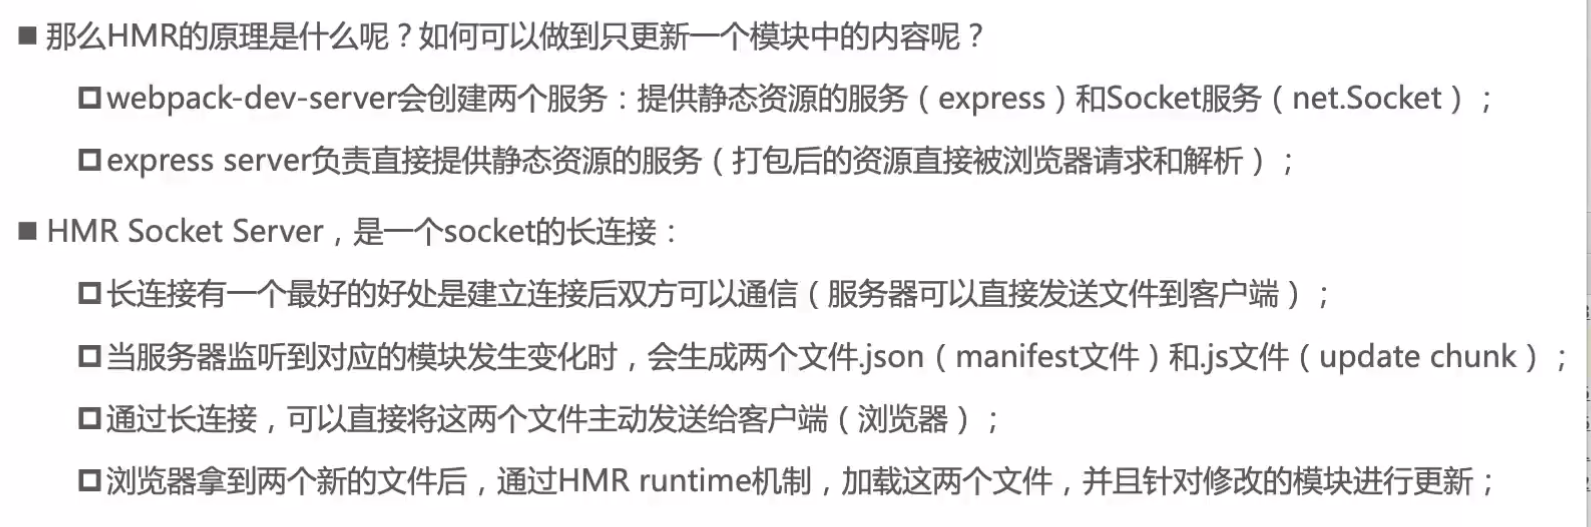 ■ 那么HMR的原理是什么呢？如何可以做到只更新一个模块中的内容呢？
□ webpack-dev-server会创建两个服务：提供静态资源的服务（express）和Socket服务（net.Socket）；
□ express server负责直接提供静态资源的服务（打包后的资源直接被浏览器请求和解析）；
■ HMR Socket Server，是一个socket的长连接：
□ 长连接有一个最好的好处是建立连接后双方可以通信（服务器可以直接发送文件到客户端）；
□ 当服务器监听到对应的模块发生变化时，会生成两个文件.json（manifest文件）和.js文件（update chunk）；
□ 通过长连接，可以直接将这两个文件主动发送给客户端（浏览器）；
□ 浏览器拿到两个新的文件后，通过HMR runtime机制，加载这两个文件，并且针对修改的模块进行更新；